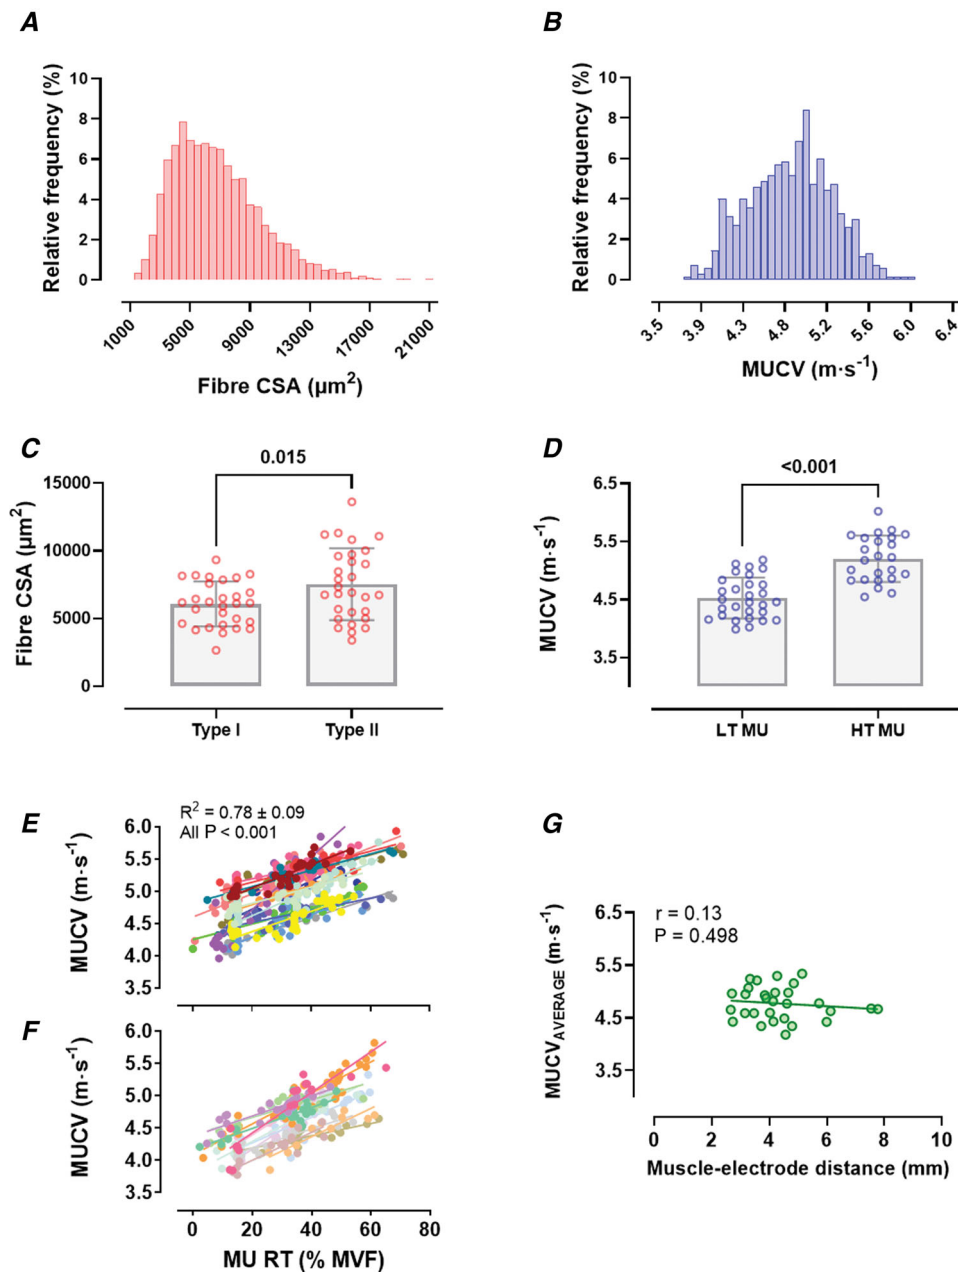 A
Relative frequency (%)
10
8
6
4
2
0
1000
5000
9000
13000
17000
21000
Fibre CSA (µm²)
B
Relative frequency (%)
10
8
6
4
2
0
3.5
3.9
4.3
4.8
5.2
5.6
6.0
6.4
MUCV (m·s⁻¹)
C
Fibre CSA (µm²)
15000
10000
5000
0
0.015
Type I
Type II
D
MUCV (m·s⁻¹)
6.5
5.5
4.5
3.5
<0.001
LT MU
HT MU
E
MUCV (m·s⁻¹)
6.0
5.5
5.0
4.5
4.0
3.5
R² = 0.78 ± 0.09
All P < 0.001
F
MUCV (m·s⁻¹)
6.0
5.5
5.0
4.5
4.0
3.5
0
20
40
60
80
MU RT (% MVF)
G
MUCV_AVERAGE (m·s⁻¹)
6.5
5.5
4.5
3.5
r = 0.13
P = 0.498
0
2
4
6
8
10
Muscle-electrode distance (mm)